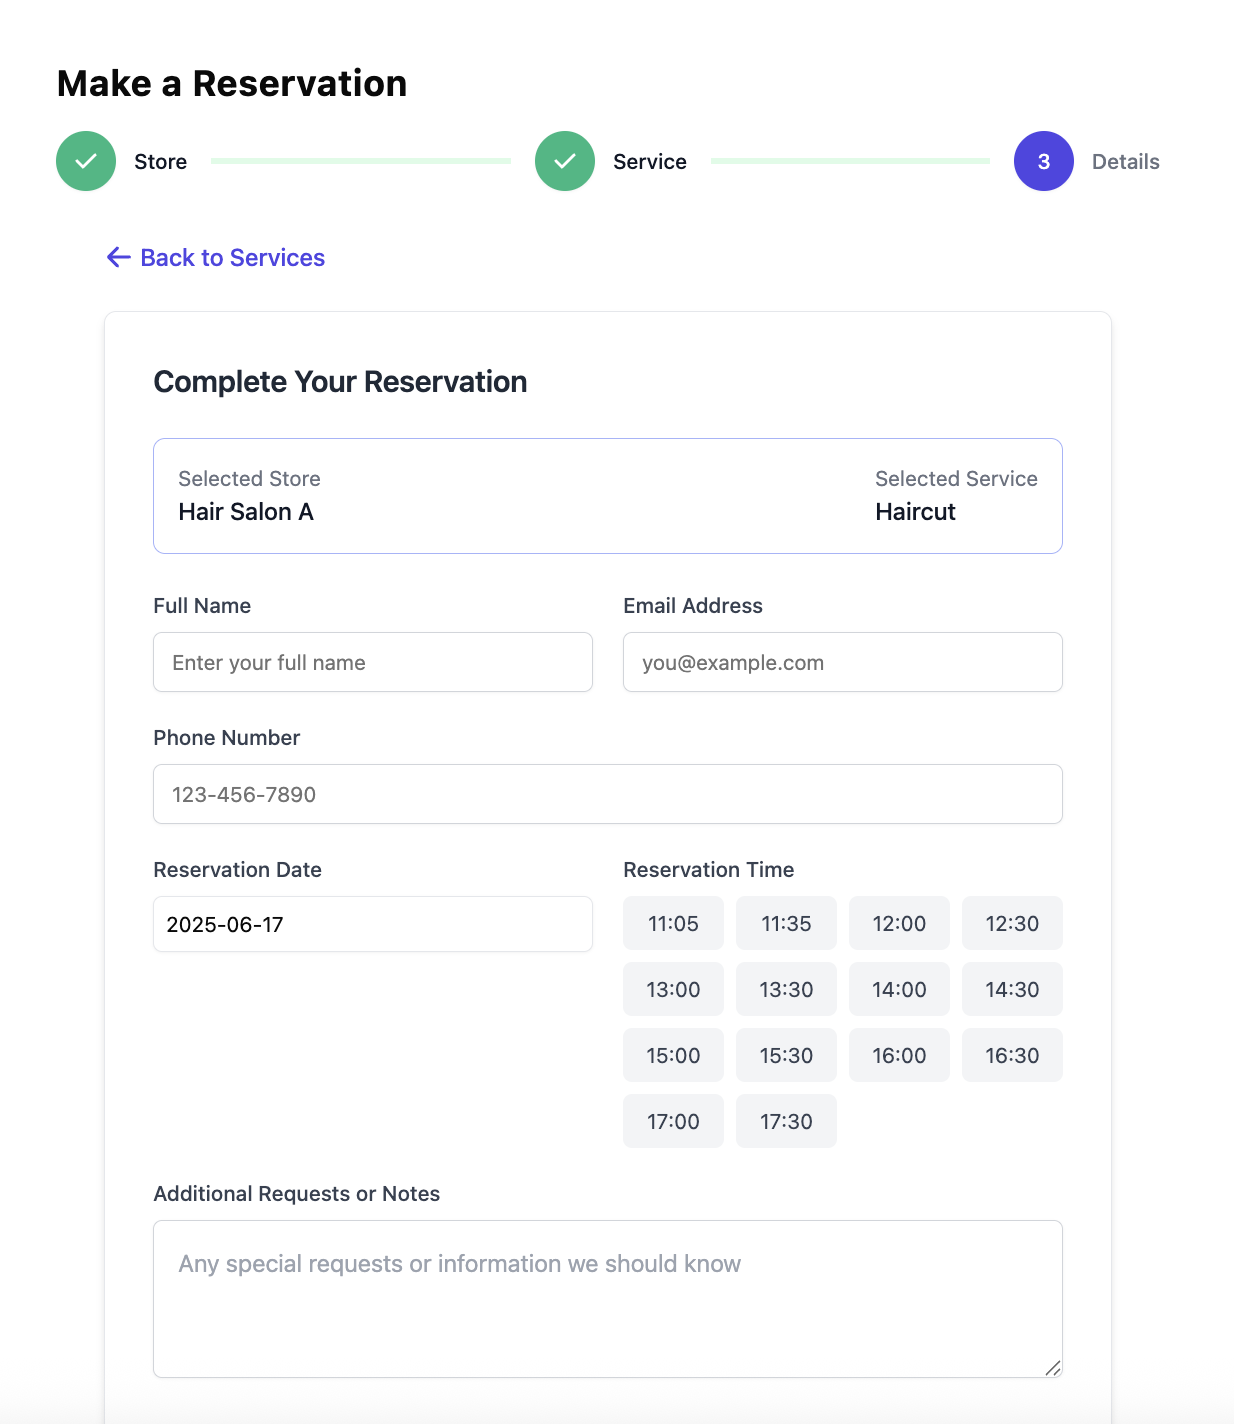 Make a Reservation
Store
Service
3
Details
Back to Services
Complete Your Reservation
Selected Store
Hair Salon A
Selected Service
Haircut
Full Name
Enter your full name
Email Address
you@example.com
Phone Number
123-456-7890
Reservation Date
2025-06-17
Reservation Time
11:05 11:35 12:00 12:30
13:00 13:30 14:00 14:30
15:00 15:30 16:00 16:30
17:00 17:30
Additional Requests or Notes
Any special requests or information we should know